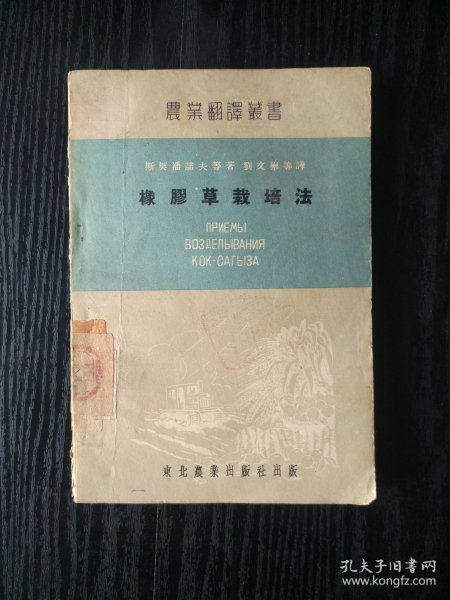 農業翻譯叢書
斯契潘諾夫等著 劉文彬等譯
橡膠草栽培法
ПРИЕМЫ
ВОЗДЕЛЫВАНИЯ
КОК-САГЫЗА
東北農業出版社出版
孔夫子旧书网
www.kongfz.com